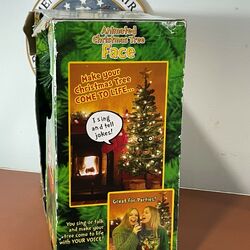 Animated
Christmas Tree
Face
Make your
Christmas Tree
COME TO LIFE...
I sing
and tell
jokes!
Great for Parties!
You sing or talk
and make your
tree come to life
with YOUR VOICE!